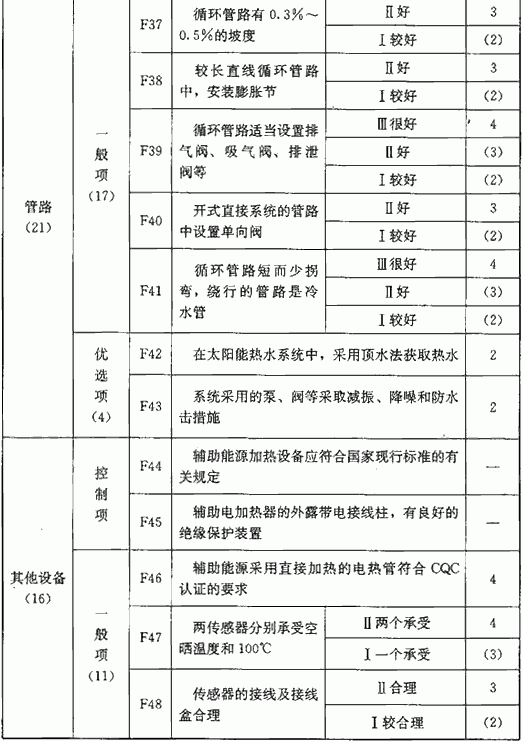 管路
(21)
一般项
(17)
F37 循环管路有0.3%～ Ⅱ好 3
0.5%的坡度 Ⅰ较好 (2)
F38 较长直线循环管路 Ⅱ好 3
中，安装膨胀节 Ⅰ较好 (2)
F39 循环管路适当设置排 Ⅲ很好 4
气阀、吸气阀、排泄 Ⅱ好 (3)
阀等 Ⅰ较好 (2)
F40 开式直接系统的管路 Ⅱ好 3
中设置单向阀 Ⅰ较好 (2)
F41 循环管路短而少拐 Ⅲ很好 4
弯，绕行的管路是冷 Ⅱ好 (3)
水管 Ⅰ较好 (2)
优选项
(4)
F42 在太阳能热水系统中，采用顶水法获取热水 2
F43 系统采用的泵、阀等采取减振、降噪和防水 2
击措施
其他设备
(16)
控制项
F44 辅助能源加热设备应符合国家现行标准的有 —
关规定
F45 辅助电加热器的外露带电接线柱，有良好的 —
绝缘保护装置
一般项
(11)
F46 辅助能源采用直接加热的电热管符合CQC 4
认证的要求
F47 两传感器分别承受空 Ⅱ两个承受 4
晒温度和100℃ Ⅰ一个承受 (3)
F48 传感器的接线及接线 Ⅱ合理 3
盒合理 Ⅰ较合理 (2)